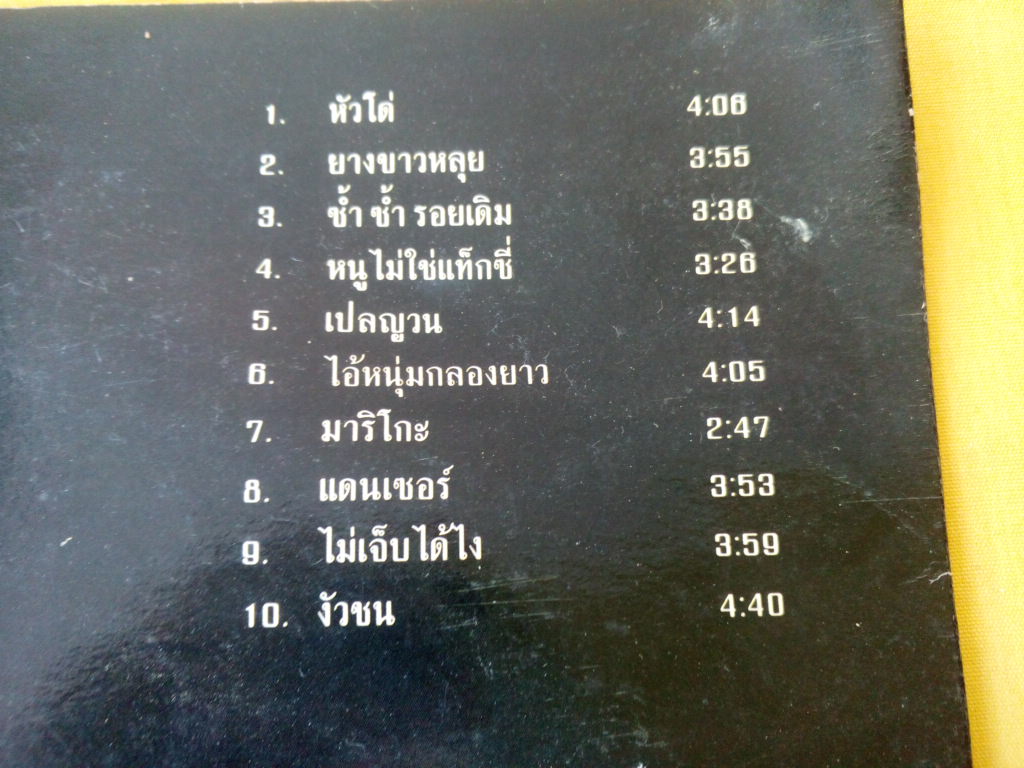 1. หัวโด่ 4:06
2. ยางขาวหลุย 3:55
3. ซ้ำ ซ้ำ รอยเดิม 3:38
4. หนูไม่ใช่แท็กซี่ 3:26
5. เปลญวน 4:14
6. ไอ้หนุ่มกลองยาว 4:05
7. มาริโกะ 2:47
8. แดนเซอร์ 3:53
9. ไม่เจ็บได้ไง 3:59
10. งัวชน 4:40